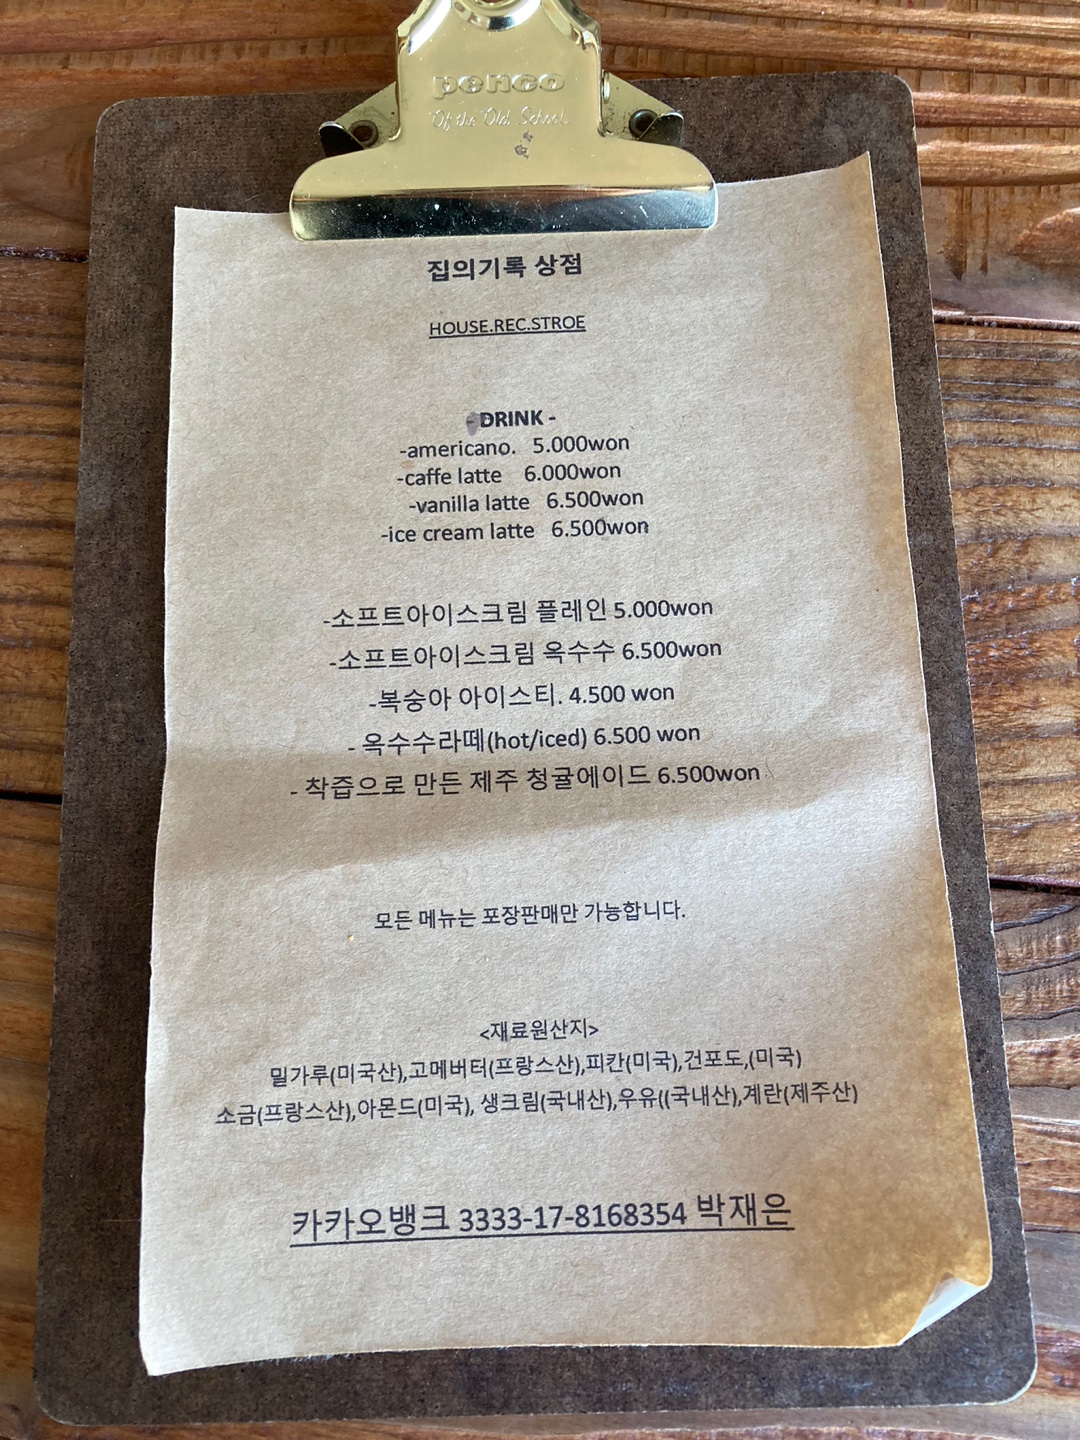 penco
"Of the Old School"
집의기록 상점
HOUSE.REC.STROE
- DRINK -
-americano. 5.000won
-caffe latte 6.000won
-vanilla latte 6.500won
-ice cream latte 6.500won
-소프트아이스크림 플레인 5.000won
-소프트아이스크림 옥수수 6.500won
-복숭아 아이스티. 4.500 won
- 옥수수라떼(hot/iced) 6.500 won
- 착즙으로 만든 제주 청귤에이드 6.500won
모든 메뉴는 포장판매만 가능합니다.
<재료원산지>
밀가루(미국산),고메버터(프랑스산),피칸(미국),건포도,(미국)
소금(프랑스산),아몬드(미국), 생크림(국내산),우유((국내산),계란(제주산)
카카오뱅크 3333-17-8168354 박재은